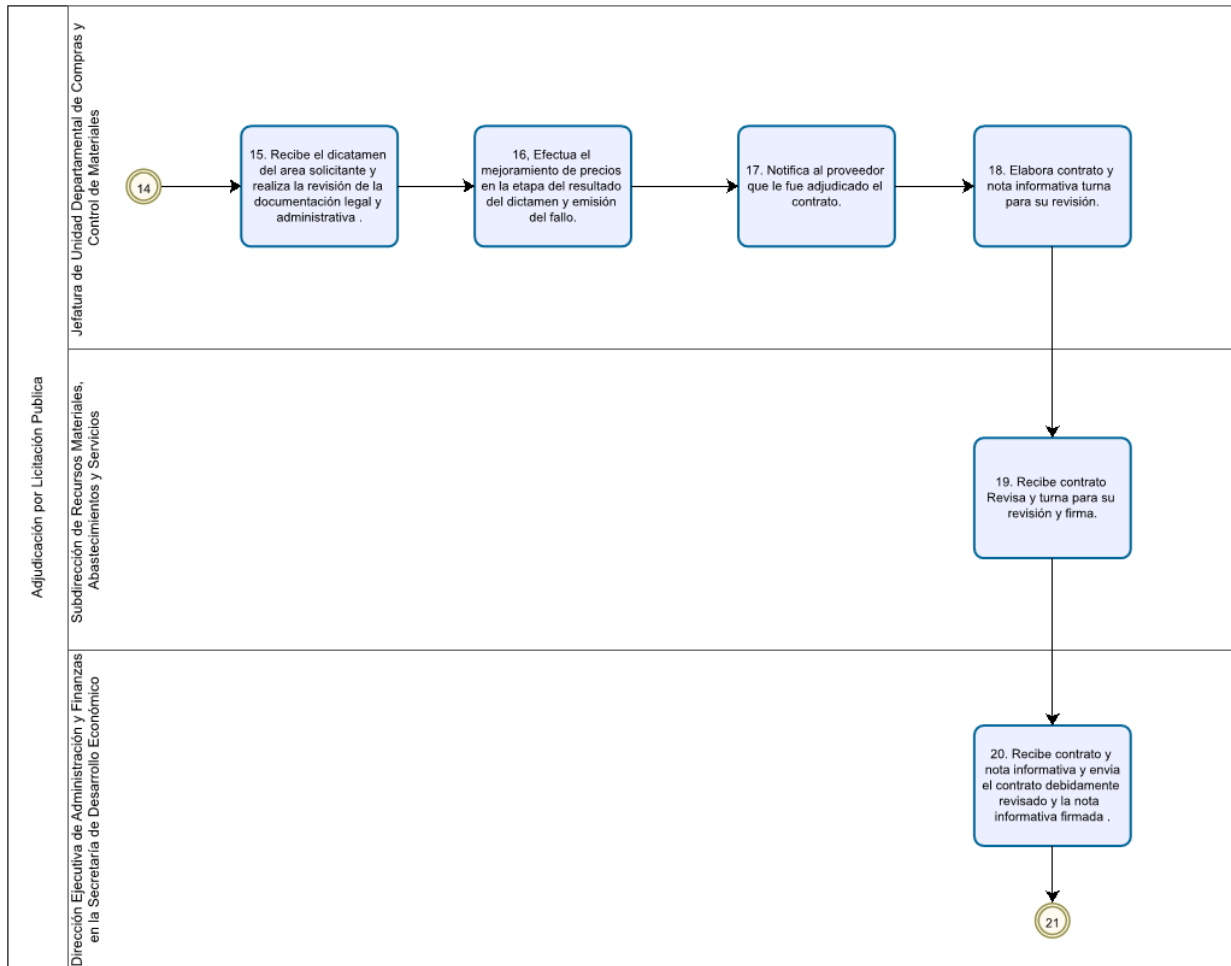 Adjudicación por Licitación Publica
Jefatura de Unidad Departamental de Compras y
Control de Materiales
14
15. Recibe el dicatamen
del area solicitante y
realiza la revisión de la
documentación legal y
administrativa .
16, Efectua el
mejoramiento de precios
en la etapa del resultado
del dictamen y emisión
del fallo.
17. Notifica al proveedor
que le fue adjudicado el
contrato.
18. Elabora contrato y
nota informativa turna
para su revisión.
Subdirección de Recursos Materiales,
Abastecimientos y Servicios
19. Recibe contrato
Revisa y turna para su
revisión y firma.
Dirección Ejecutiva de Administración y Finanzas
en la Secretaría de Desarrollo Económico
20. Recibe contrato y
nota informativa y envia
el contrato debidamente
revisado y la nota
informativa firmada .
21